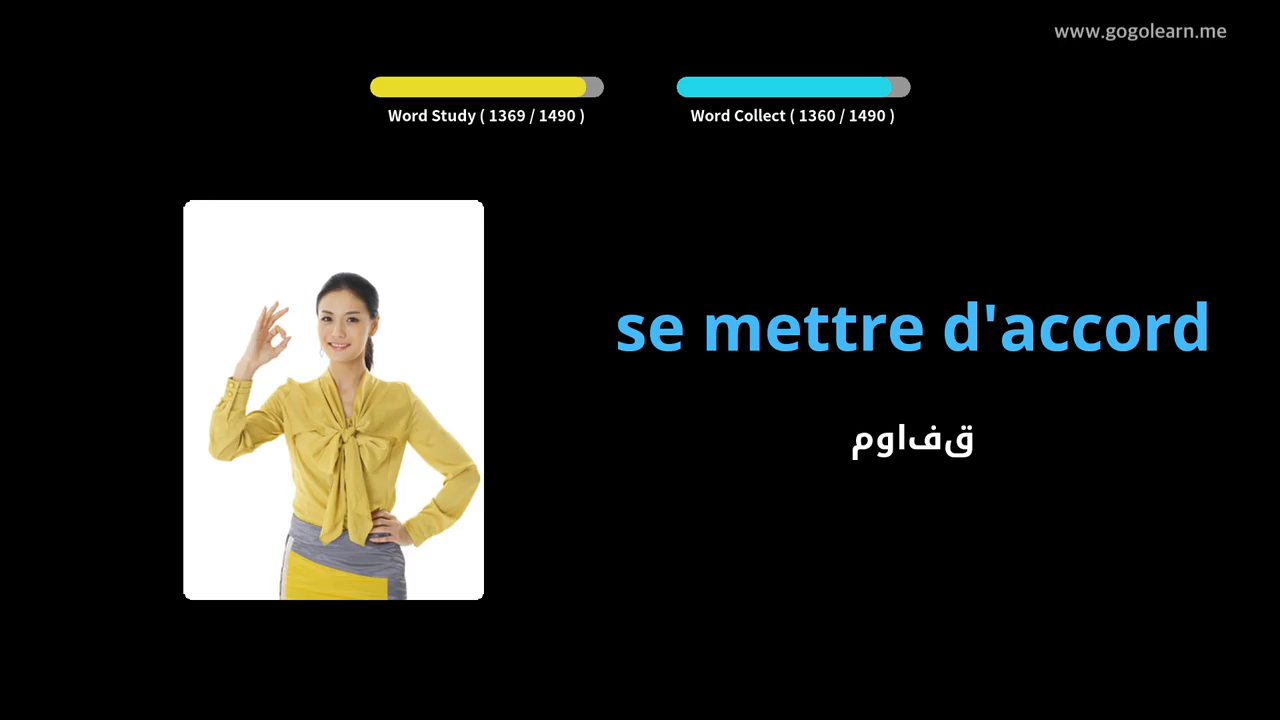 www.gogolearn.me
Word Study ( 1369 / 1490 )
Word Collect ( 1360 / 1490 )
se mettre d'accord
قفاوم